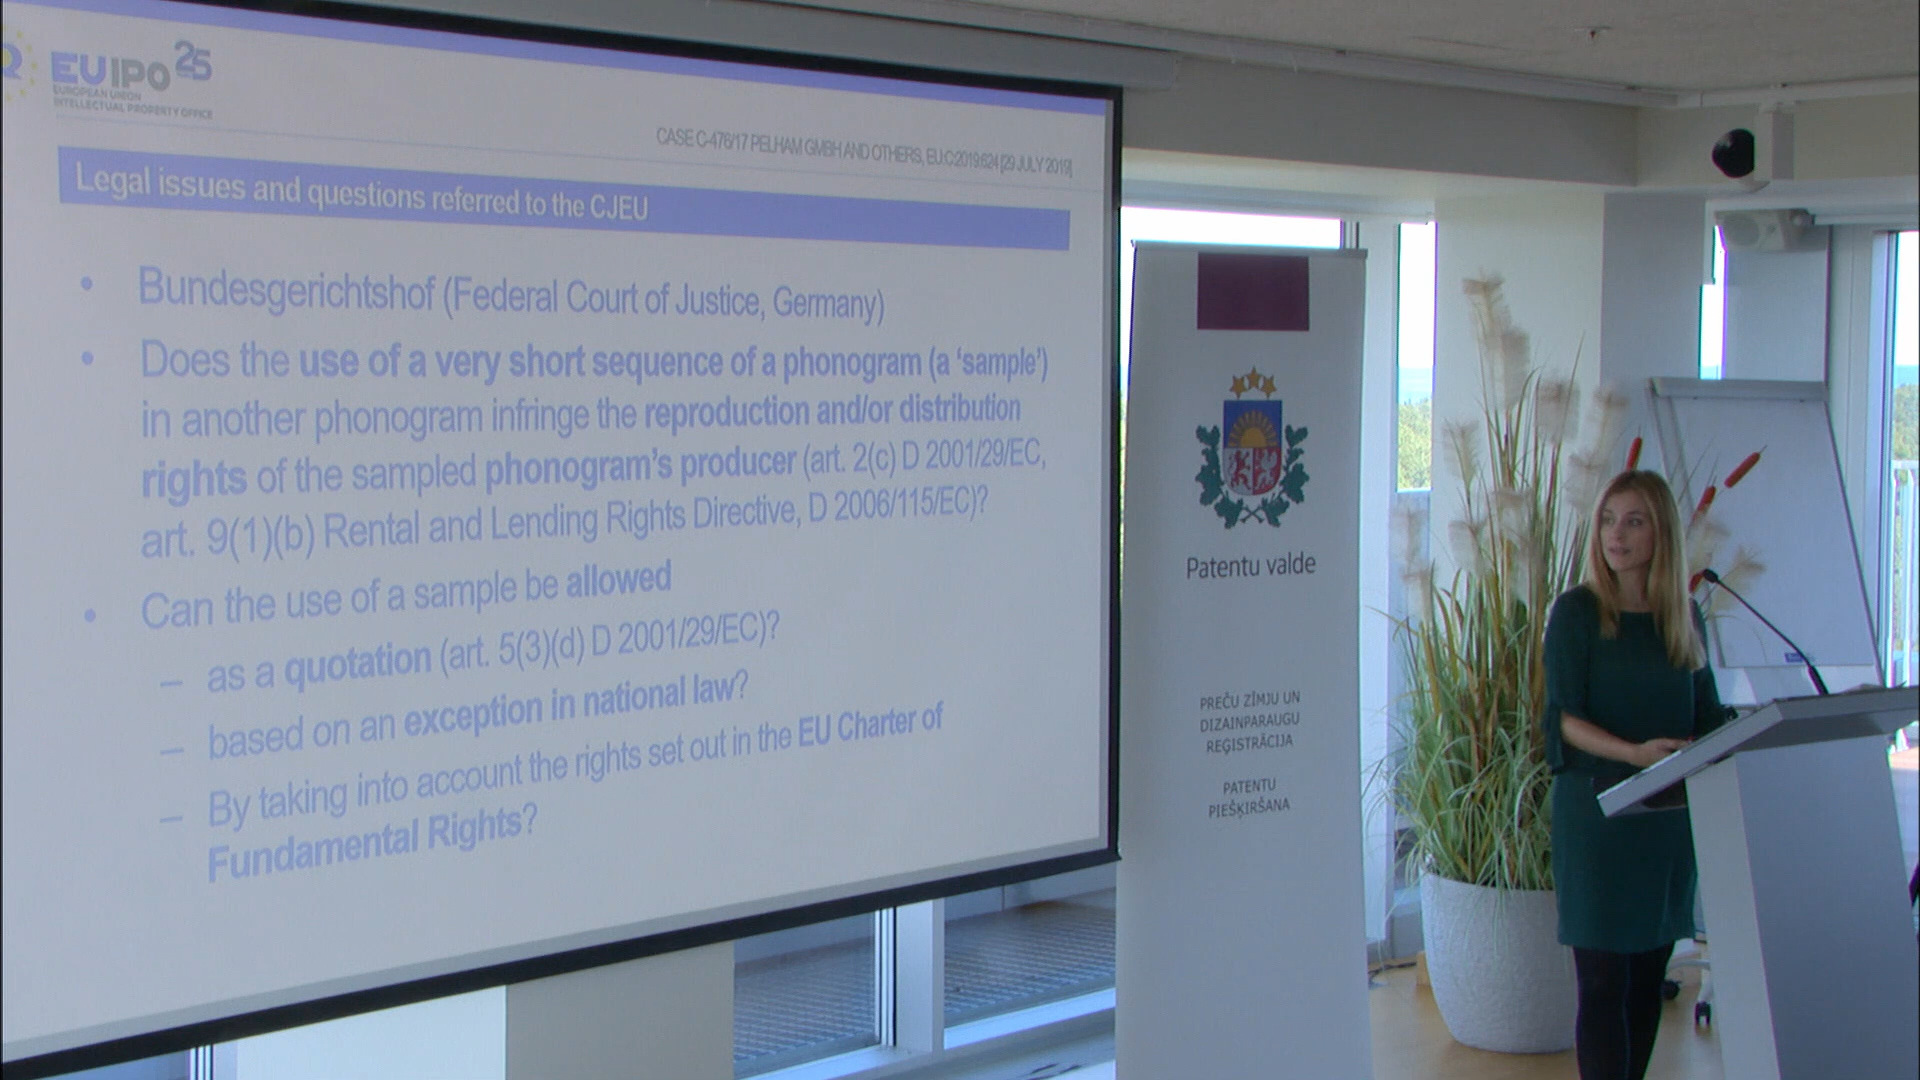 EUIPO 25
EUROPEAN UNION
INTELLECTUAL PROPERTY OFFICE
CASE C-476/17 PELHAM GMBH AND OTHERS, EU:C:2019:624 [29 JULY 2019]
Legal issues and questions referred to the CJEU
• Bundesgerichtshof (Federal Court of Justice, Germany)
• Does the use of a very short sequence of a phonogram (a ‘sample’)
in another phonogram infringe the reproduction and/or distribution
rights of the sampled phonogram’s producer (art. 2(c) D 2001/29/EC,
art. 9(1)(b) Rental and Lending Rights Directive, D 2006/115/EC)?
• Can the use of a sample be allowed
– as a quotation (art. 5(3)(d) D 2001/29/EC)?
– based on an exception in national law?
– By taking into account the rights set out in the EU Charter of
Fundamental Rights?
Patentu valde
PREČU ZĪMJU UN
DIZAINPARAUGU
REĢISTRĀCIJA
PATENTU
PIEŠĶIRŠANA